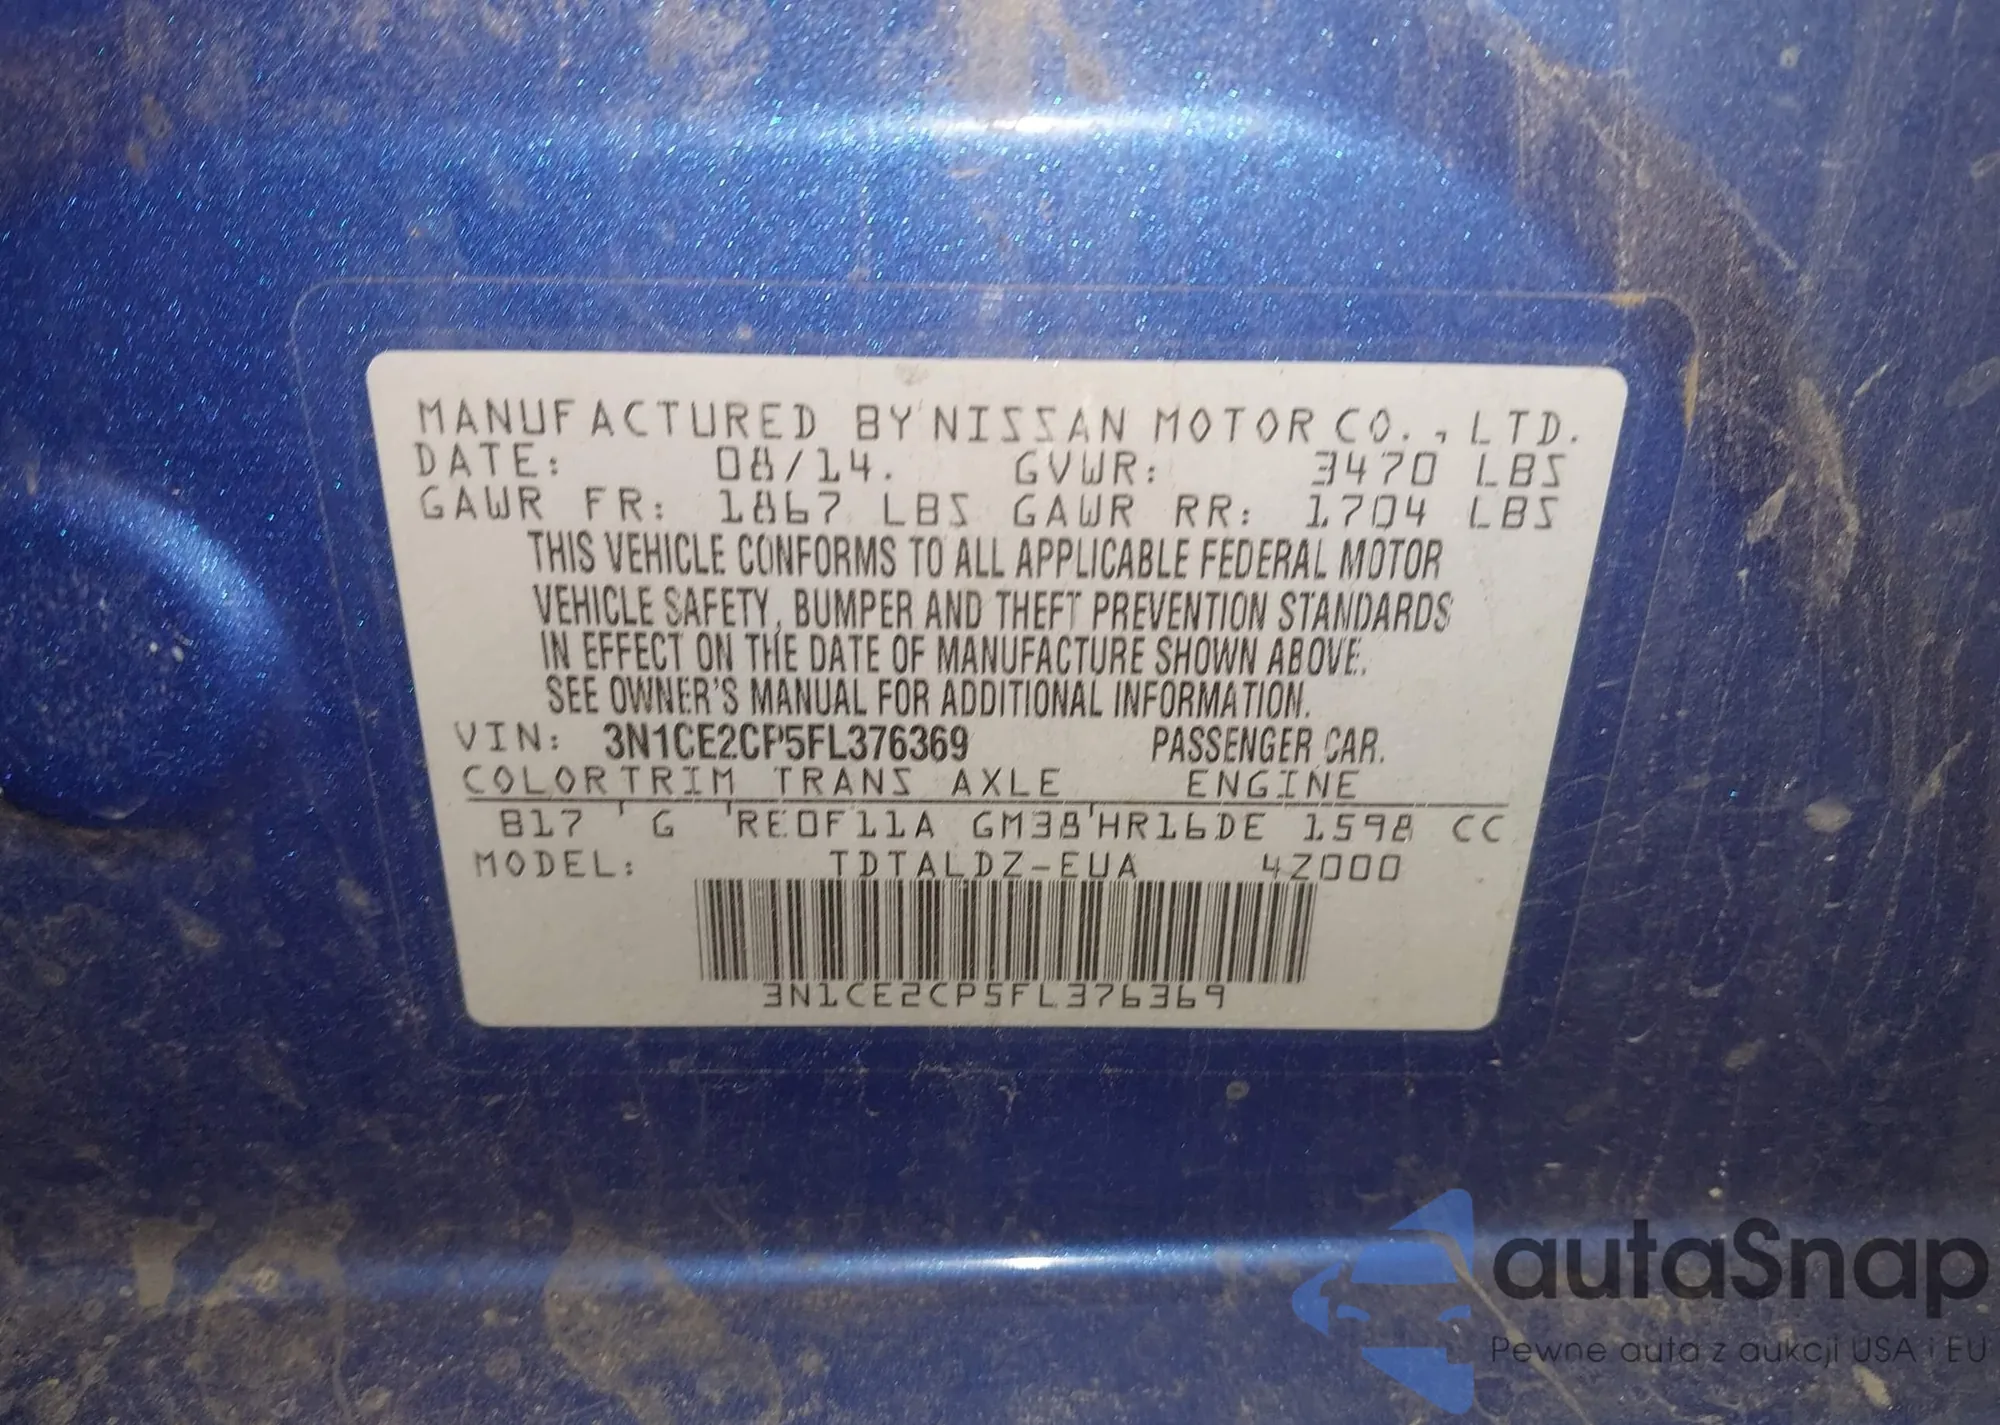 MANUFACTURED BY NISSAN MOTOR CO., LTD.
DATE: 08/14. GVWR: 3470 LBS
GAWR FR: 1867 LBS GAWR RR: 1704 LBS
THIS VEHICLE CONFORMS TO ALL APPLICABLE FEDERAL MOTOR
VEHICLE SAFETY, BUMPER AND THEFT PREVENTION STANDARDS
IN EFFECT ON THE DATE OF MANUFACTURE SHOWN ABOVE.
SEE OWNER'S MANUAL FOR ADDITIONAL INFORMATION.
VIN: 3N1CE2CP5FL376369 PASSENGER CAR.
COLOR TRIM TRANS AXLE ENGINE
B17 ' G ' RE0F11A GM38 ' HR16DE 1598 CC
MODEL: TDTALDZ-EUA 4Z000
3N1CE2CP5FL376369
autaSnap
Pewne auta z aukcji USA i EU